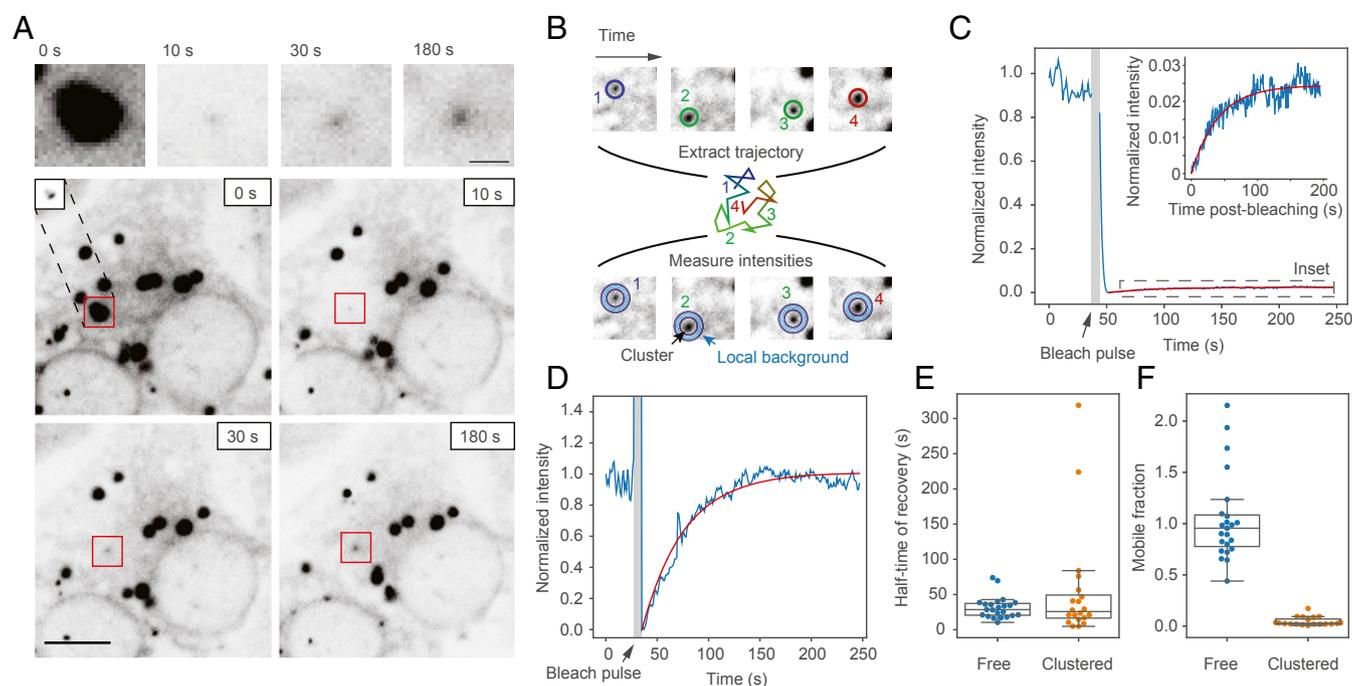 A
0 s
10 s
30 s
180 s
0 s
10 s
30 s
180 s
B
Time
1
2
3
4
Extract trajectory
1
4
3
2
Measure intensities
1
2
3
4
Cluster
Local background
C
Normalized intensity
1.0
0.8
0.6
0.4
0.2
0.0
0
50
100
150
200
250
Time (s)
Bleach pulse
Inset
Normalized intensity
0.03
0.02
0.01
0
0
100
200
Time post-bleaching (s)
D
Normalized intensity
1.4
1.2
1.0
0.8
0.6
0.4
0.2
0.0
0
50
100
150
200
250
Bleach pulse
Time (s)
E
Half-time of recovery (s)
300
250
200
150
100
50
0
Free
Clustered
F
Mobile fraction
2.0
1.5
1.0
0.5
0.0
Free
Clustered